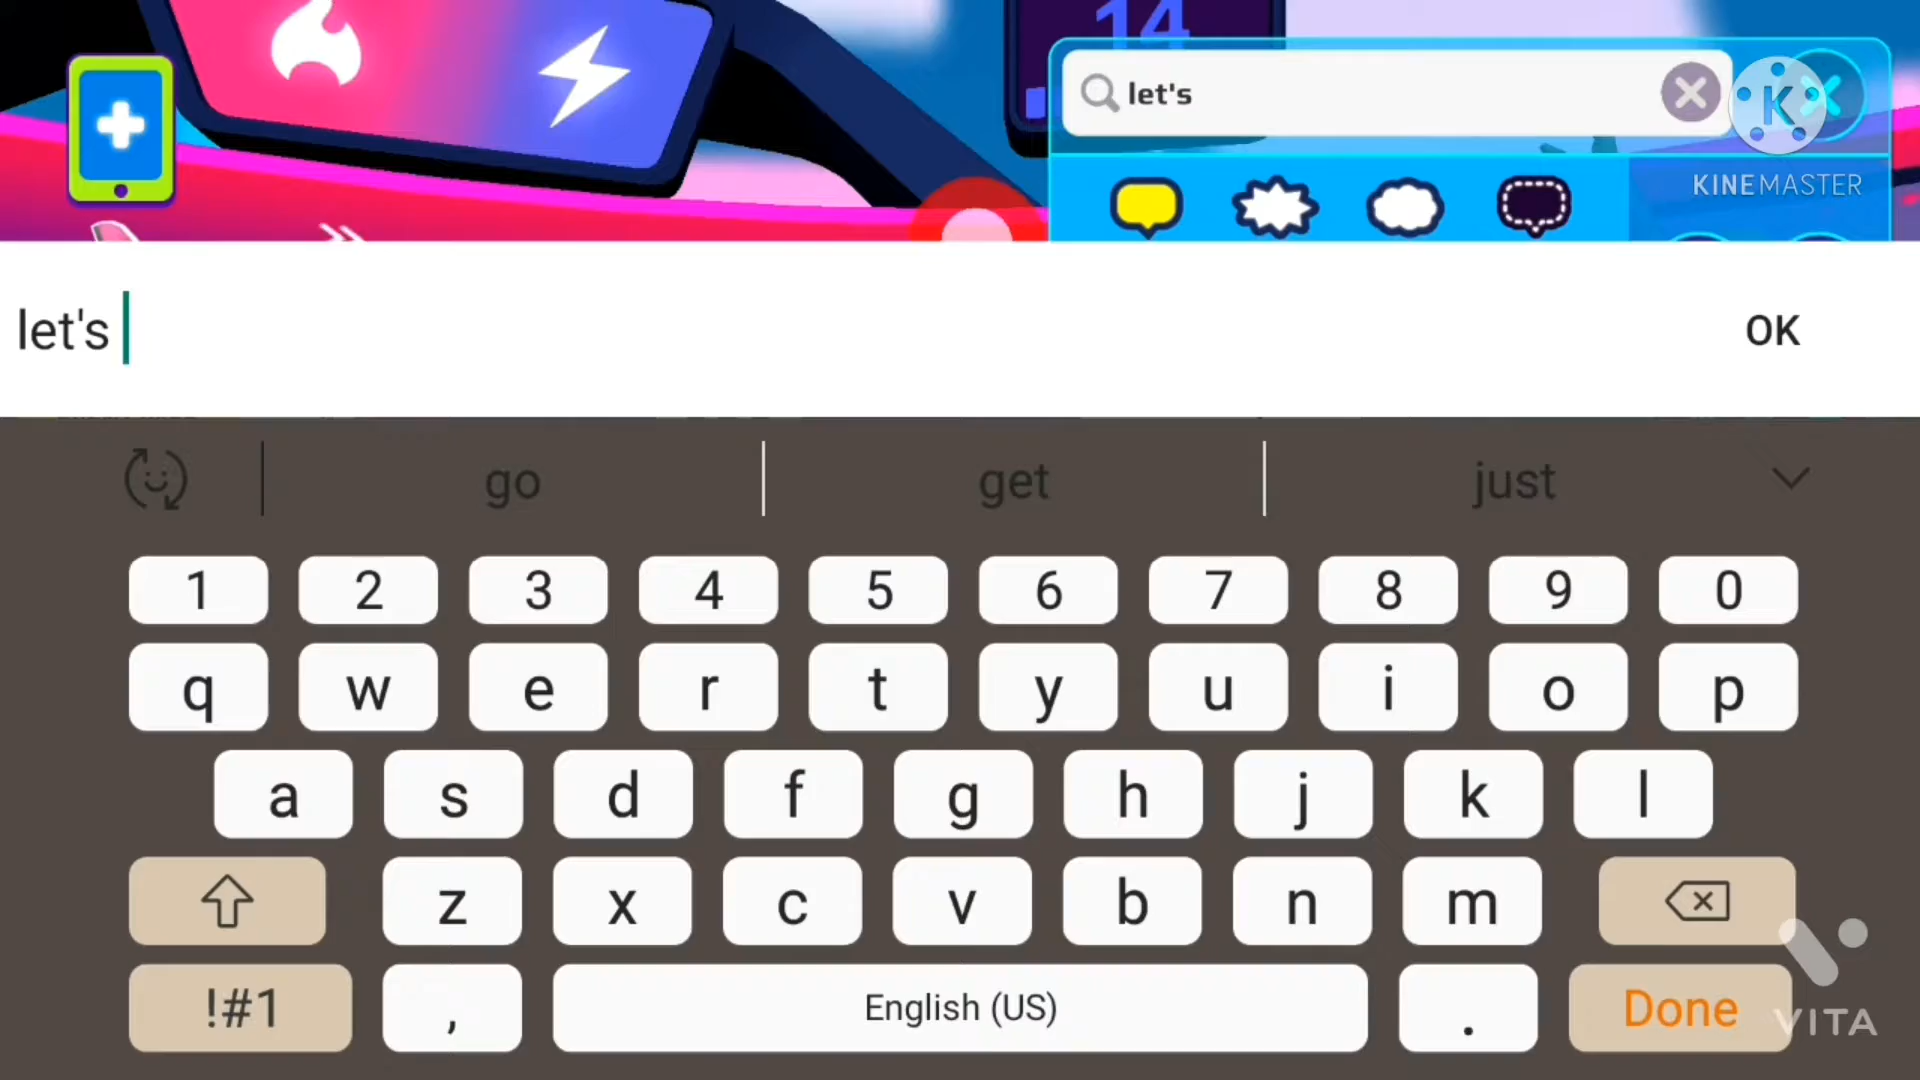 14
let's
K
KINEMASTER
let's
OK
go
get
just
1 2 3 4 5 6 7 8 9 0
q w e r t y u i o p
a s d f g h j k l
z x c v b n m
!#1 , English (US) . Done
VITA